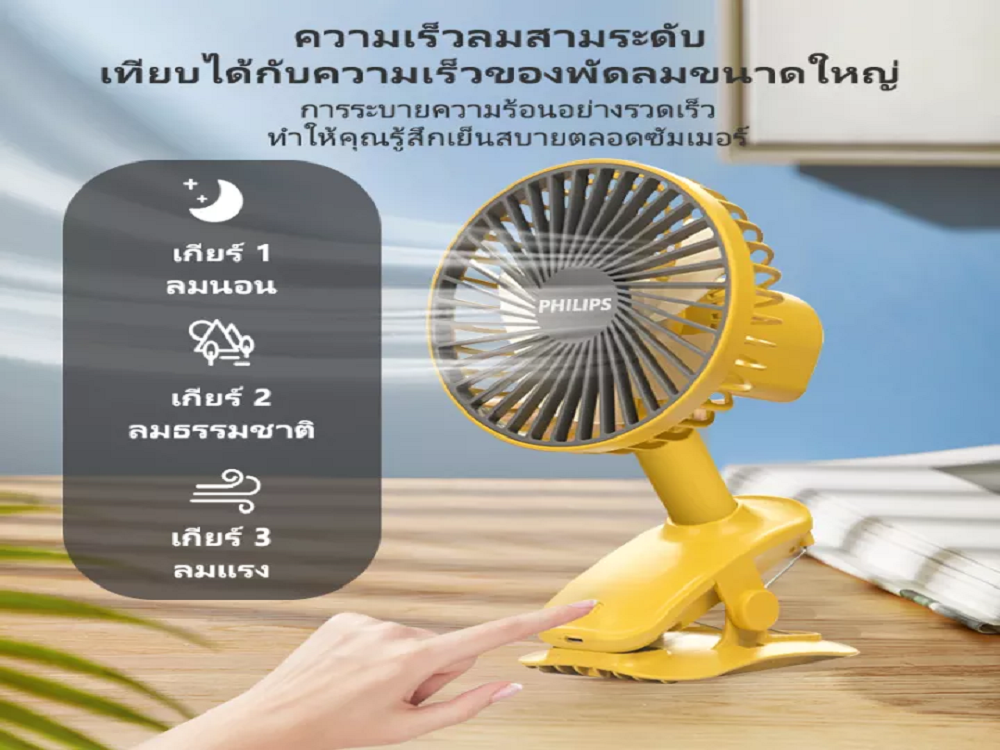 ความเร็วลมสามระดับ
เทียบได้กับความเร็วของพัดลมขนาดใหญ่
การระบายความร้อนอย่างรวดเร็ว
ทำให้คุณรู้สึกเย็นสบายตลอดซัมเมอร์
เกียร์ 1
ลมนอน
เกียร์ 2
ลมธรรมชาติ
เกียร์ 3
ลมแรง
PHILIPS